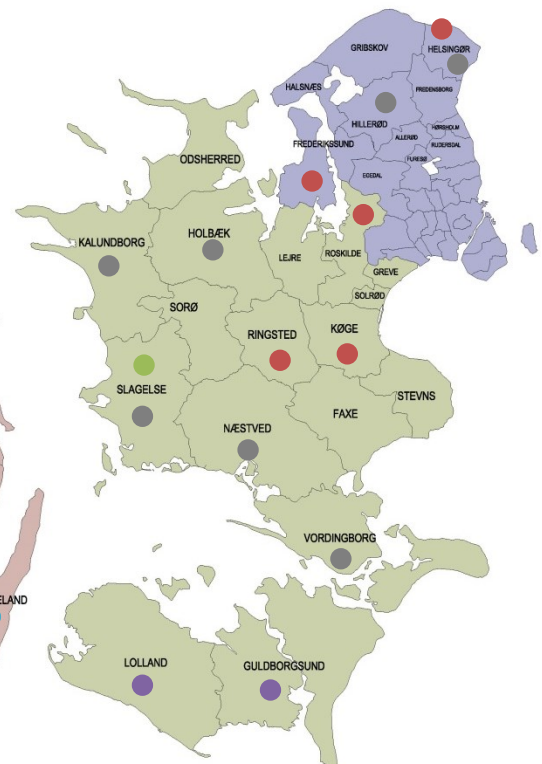 GRIBSKOV
HELSINGØR
HALSNÆS
FREDENSBORG
HILLERØD
HØRSHOLM
ALLERØD
FREDERIKSSUND
RUDERSDAL
FURESØ
EGEDAL
ODSHERRED
KALUNDBORG
HOLBÆK
LEJRE
ROSKILDE
GREVE
SOLRØD
SORØ
RINGSTED
KØGE
SLAGELSE
STEVNS
FAXE
NÆSTVED
VORDINGBORG
ELAND
LOLLAND
GULDBORGSUND